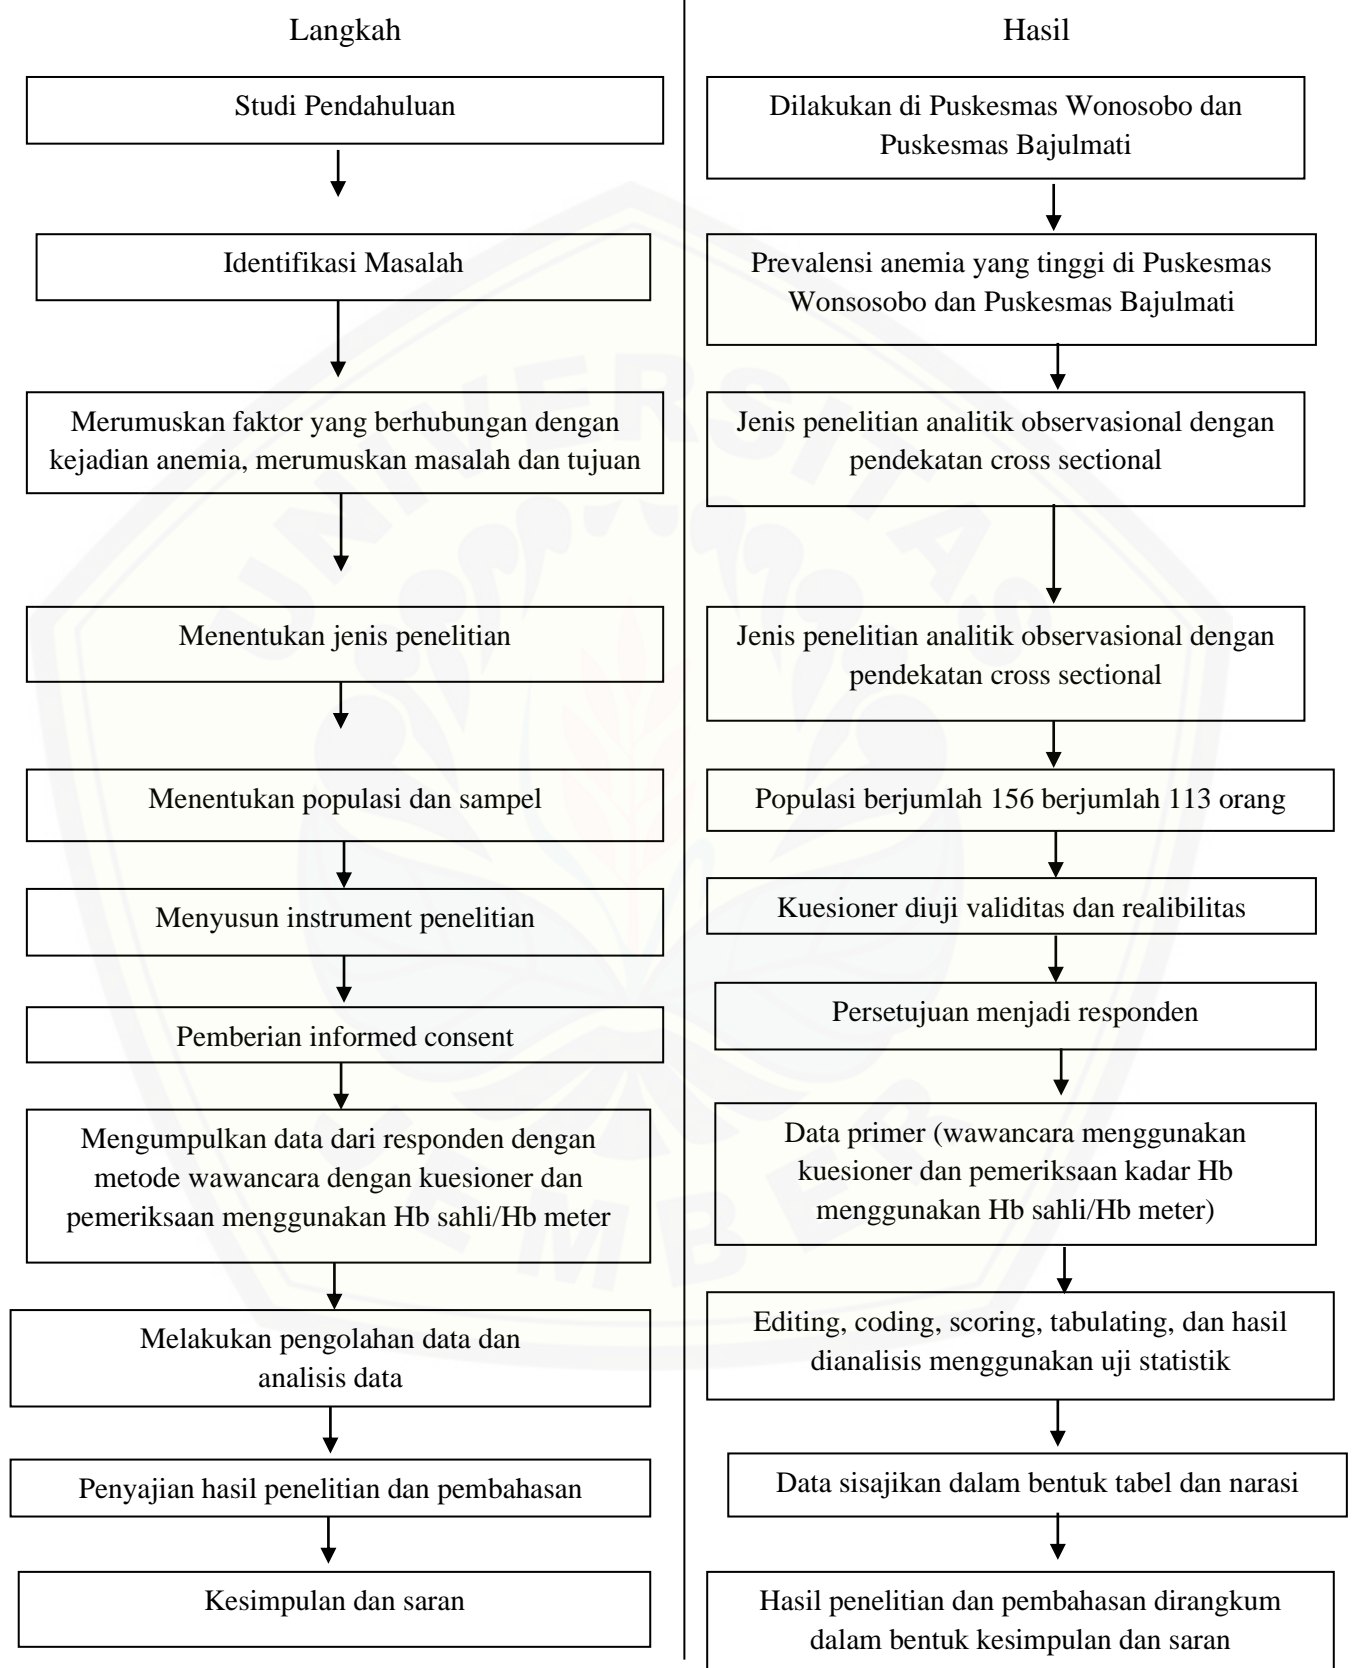 Langkah
Hasil
Studi Pendahuluan
Dilakukan di Puskesmas Wonosobo dan
Puskesmas Bajulmati
Identifikasi Masalah
Prevalensi anemia yang tinggi di Puskesmas
Wonsosobo dan Puskesmas Bajulmati
Merumuskan faktor yang berhubungan dengan
kejadian anemia, merumuskan masalah dan tujuan
Jenis penelitian analitik observasional dengan
pendekatan cross sectional
Menentukan jenis penelitian
Jenis penelitian analitik observasional dengan
pendekatan cross sectional
Menentukan populasi dan sampel
Populasi berjumlah 156 berjumlah 113 orang
Menyusun instrument penelitian
Kuesioner diuji validitas dan realibilitas
Pemberian informed consent
Persetujuan menjadi responden
Mengumpulkan data dari responden dengan
metode wawancara dengan kuesioner dan
pemeriksaan menggunakan Hb sahli/Hb meter
Data primer (wawancara menggunakan
kuesioner dan pemeriksaan kadar Hb
menggunakan Hb sahli/Hb meter)
Melakukan pengolahan data dan
analisis data
Editing, coding, scoring, tabulating, dan hasil
dianalisis menggunakan uji statistik
Penyajian hasil penelitian dan pembahasan
Data sisajikan dalam bentuk tabel dan narasi
Kesimpulan dan saran
Hasil penelitian dan pembahasan dirangkum
dalam bentuk kesimpulan dan saran
UNIVERSITAS
JEMBER